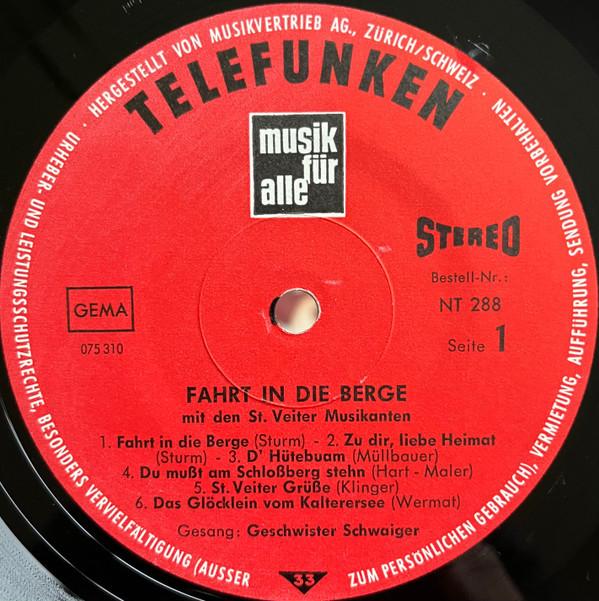 HERGESTELLT VON MUSIKVERTRIEB AG., ZÜRICH/SCHWEIZ · URHEBER- UND LEISTUNGSSCHUTZRECHTE, BESONDERS VERVIELFÄLTIGUNG (AUSSER ZUM PERSÖNLICHEN GEBRAUCH), VERMIETUNG, AUFFÜHRUNG, SENDUNG VORBEHALTEN ·
TELEFUNKEN
musik
für
alle
STEREO
Bestell-Nr.:
NT 288
Seite 1
GEMA
075 310
FAHRT IN DIE BERGE
mit den St. Veiter Musikanten
1. Fahrt in die Berge (Sturm) - 2. Zu dir, liebe Heimat
(Sturm) - 3. D' Hütebuam (Müllbauer)
4. Du mußt am Schloßberg stehn (Hart - Maler)
5. St. Veiter Grüße (Klinger)
6. Das Glöcklein vom Kalterersee (Wermat)
Gesang: Geschwister Schwaiger
33